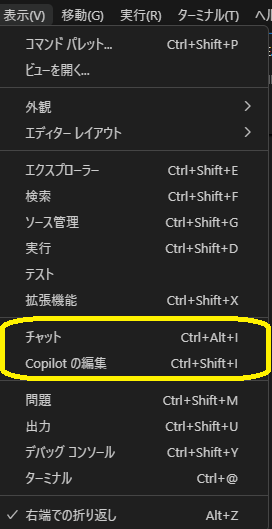 表示(V) 移動(G) 実行(R) ターミナル(T) ヘル
コマンド パレット... Ctrl+Shift+P
ビューを開く...
外観
エディター レイアウト
エクスプローラー Ctrl+Shift+E
検索 Ctrl+Shift+F
ソース管理 Ctrl+Shift+G
実行 Ctrl+Shift+D
テスト
拡張機能 Ctrl+Shift+X
チャット Ctrl+Alt+I
Copilot の編集 Ctrl+Shift+I
問題 Ctrl+Shift+M
出力 Ctrl+Shift+U
デバッグ コンソール Ctrl+Shift+Y
ターミナル Ctrl+@
✓ 右端での折り返し Alt+Z